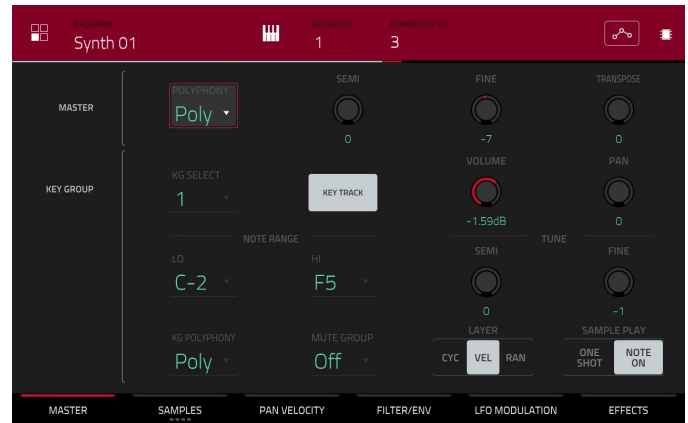 PROGRAM KEYGROUP NUMBER OF KG
Synth 01 1 3
MASTER
POLYPHONY SEMI FINE TRANSPOSE
Poly
0 -7 0
KEY GROUP
KG SELECT KEY TRACK VOLUME PAN
1
-1.59dB 0
NOTE RANGE TUNE
LO HI SEMI FINE
C-2 F5
0 -1
KG POLYPHONY MUTE GROUP LAYER SAMPLE PLAY
Poly Off CYC VEL RAN ONE SHOT NOTE ON
MASTER SAMPLES PAN VELOCITY FILTER/ENV LFO MODULATION EFFECTS